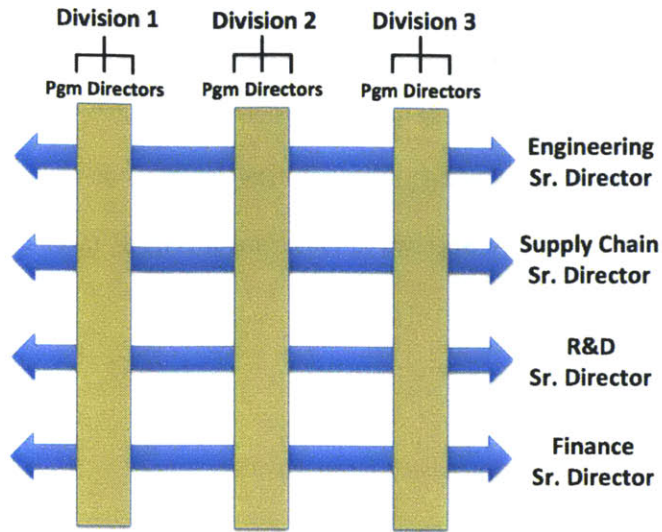 Division 1
Division 2
Division 3
Pgm Directors
Pgm Directors
Pgm Directors
Engineering
Sr. Director
Supply Chain
Sr. Director
R&D
Sr. Director
Finance
Sr. Director